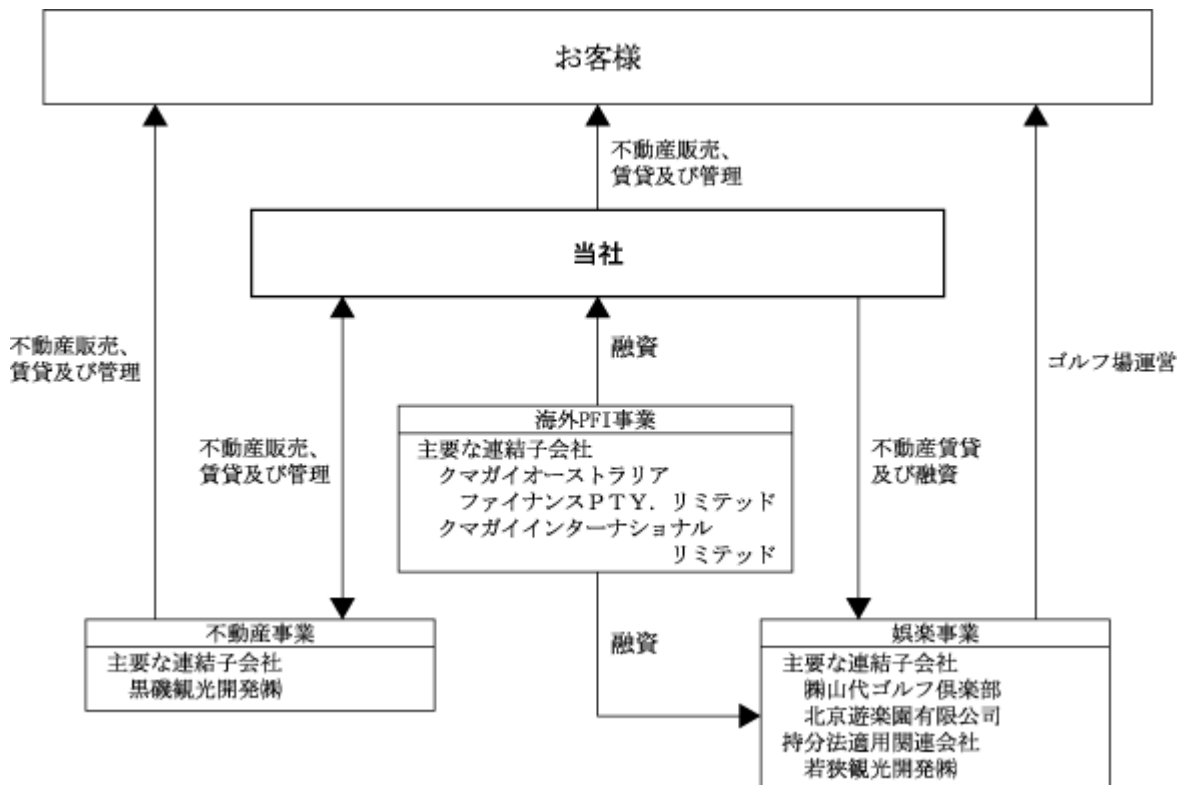 お客様
不動産販売、
賃貸及び管理
当社
不動産販売、
賃貸及び管理
融資
ゴルフ場運営
不動産販売、
賃貸及び管理
海外PFI事業
主要な連結子会社
クマガイオーストラリア
ファイナンスＰＴＹ．リミテッド
クマガイインターナショナル
リミテッド
不動産賃貸
及び融資
不動産事業
主要な連結子会社
黒磯観光開発㈱
融資
娯楽事業
主要な連結子会社
㈱山代ゴルフ倶楽部
北京遊楽園有限公司
持分法適用関連会社
若狭観光開発㈱